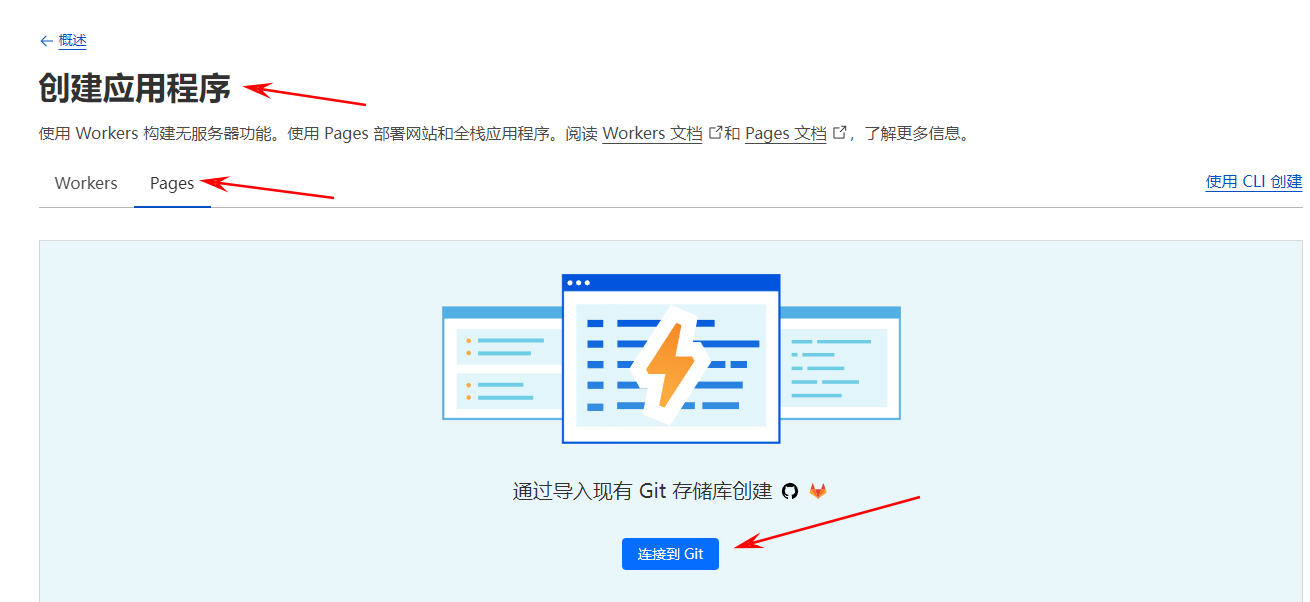 ← 概述
创建应用程序
使用 Workers 构建无服务器功能。使用 Pages 部署网站和全栈应用程序。阅读 Workers 文档 和 Pages 文档 ，了解更多信息。
Workers Pages 使用 CLI 创建
通过导入现有 Git 存储库创建
连接到 Git